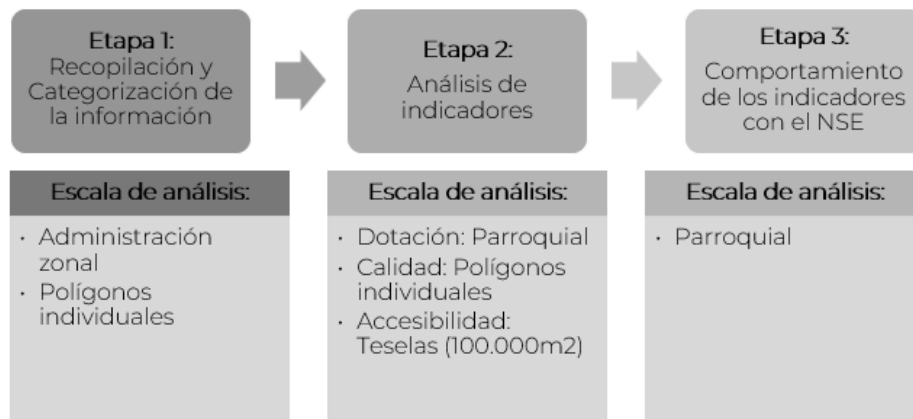 Etapa 1:
Recopilación y
Categorización de
la información
Etapa 2:
Análisis de
indicadores
Etapa 3:
Comportamiento
de los indicadores
con el NSE
Escala de análisis:
· Administración
zonal
· Polígonos
individuales
Escala de análisis:
· Dotación: Parroquial
· Calidad: Polígonos
individuales
· Accesibilidad:
Teselas (100.000m2)
Escala de análisis:
· Parroquial